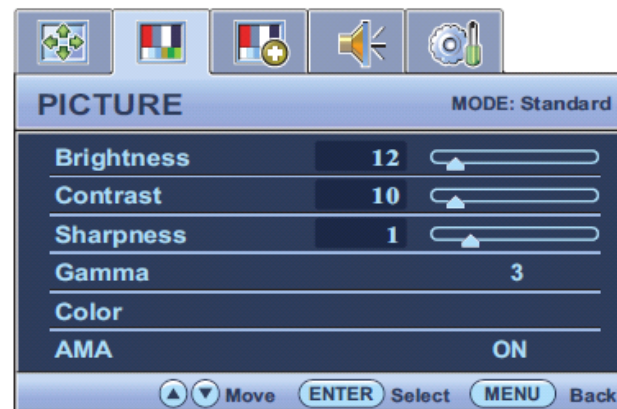 PICTURE MODE: Standard
Brightness 12
Contrast 10
Sharpness 1
Gamma 3
Color
AMA ON
Move ENTER Select MENU Back